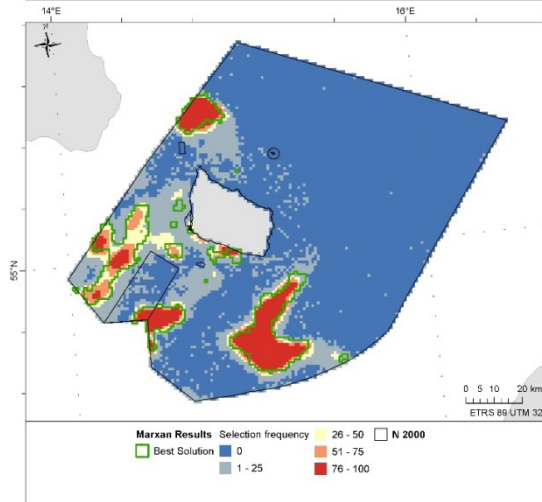 14°E
16°E
55°N
0 5 10 20 km
ETRS 89 UTM 32
Marxan Results
Best Solution
Selection frequency
0
1 - 25
26 - 50
51 - 75
76 - 100
N 2000